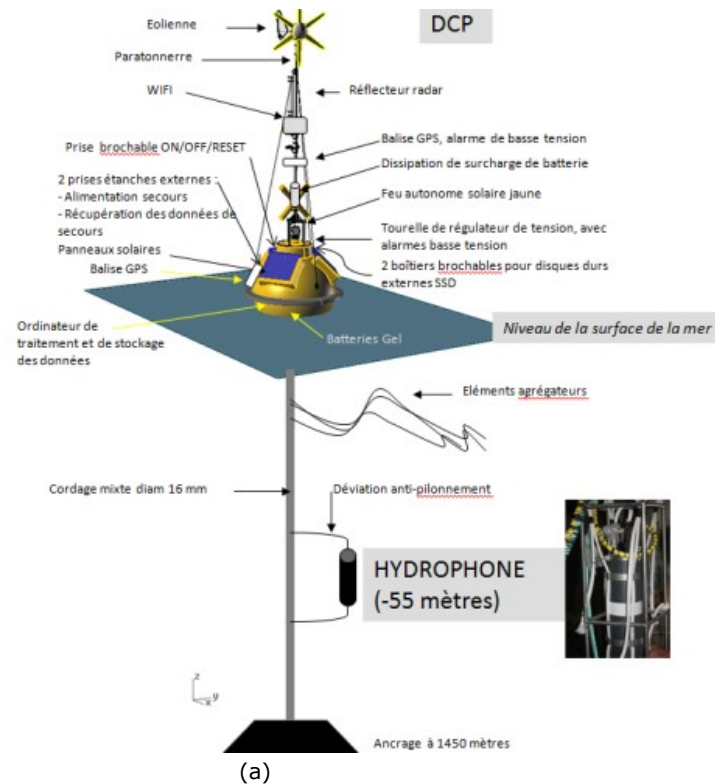 Eolienne
DCP
Paratonnerre
WIFI
Réflecteur radar
Prise brochable ON/OFF/RESET
Balise GPS, alarme de basse tension
Dissipation de surcharge de batterie
2 prises étanches externes :
- Alimentation secours
- Récupération des données de
secours
Feu autonome solaire jaune
Panneaux solaires
Tourelle de régulateur de tension, avec
alarmes basse tension
Balise GPS
2 boîtiers brochables pour disques durs
externes SSD
Ordinateur de
traitement et de stockage
des données
Batteries Gel
Niveau de la surface de la mer
Eléments agrégateurs
Cordage mixte diam 16 mm
Déviation anti-pilonnement
HYDROPHONE
(-55 mètres)
z
y
x
Ancrage à 1450 mètres
(a)